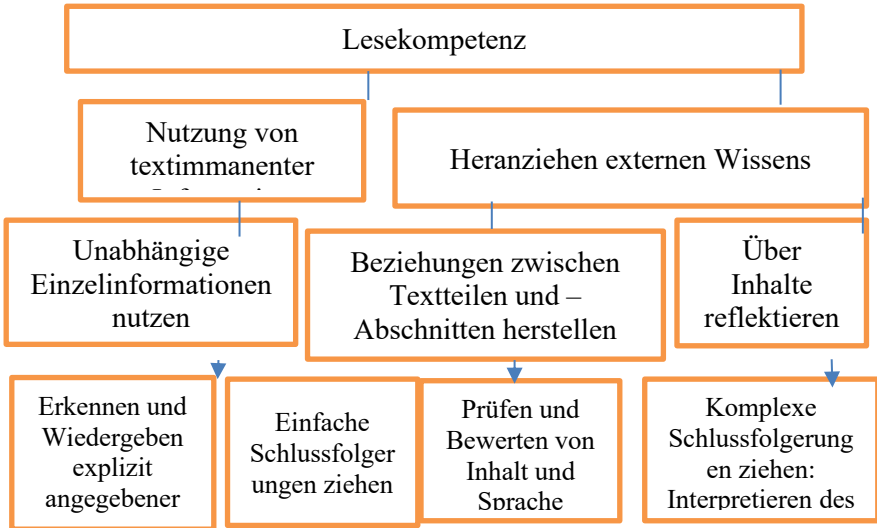 Lesekompetenz
Nutzung von
textimmanenter
Heranziehen externen Wissens
Unabhängige
Einzelinformationen
nutzen
Beziehungen zwischen
Textteilen und –
Abschnitten herstellen
Über
Inhalte
reflektieren
Erkennen und
Wiedergeben
explizit
angegebener
Einfache
Schlussfolger
ungen ziehen
Prüfen und
Bewerten von
Inhalt und
Sprache
Komplexe
Schlussfolgerung
en ziehen:
Interpretieren des